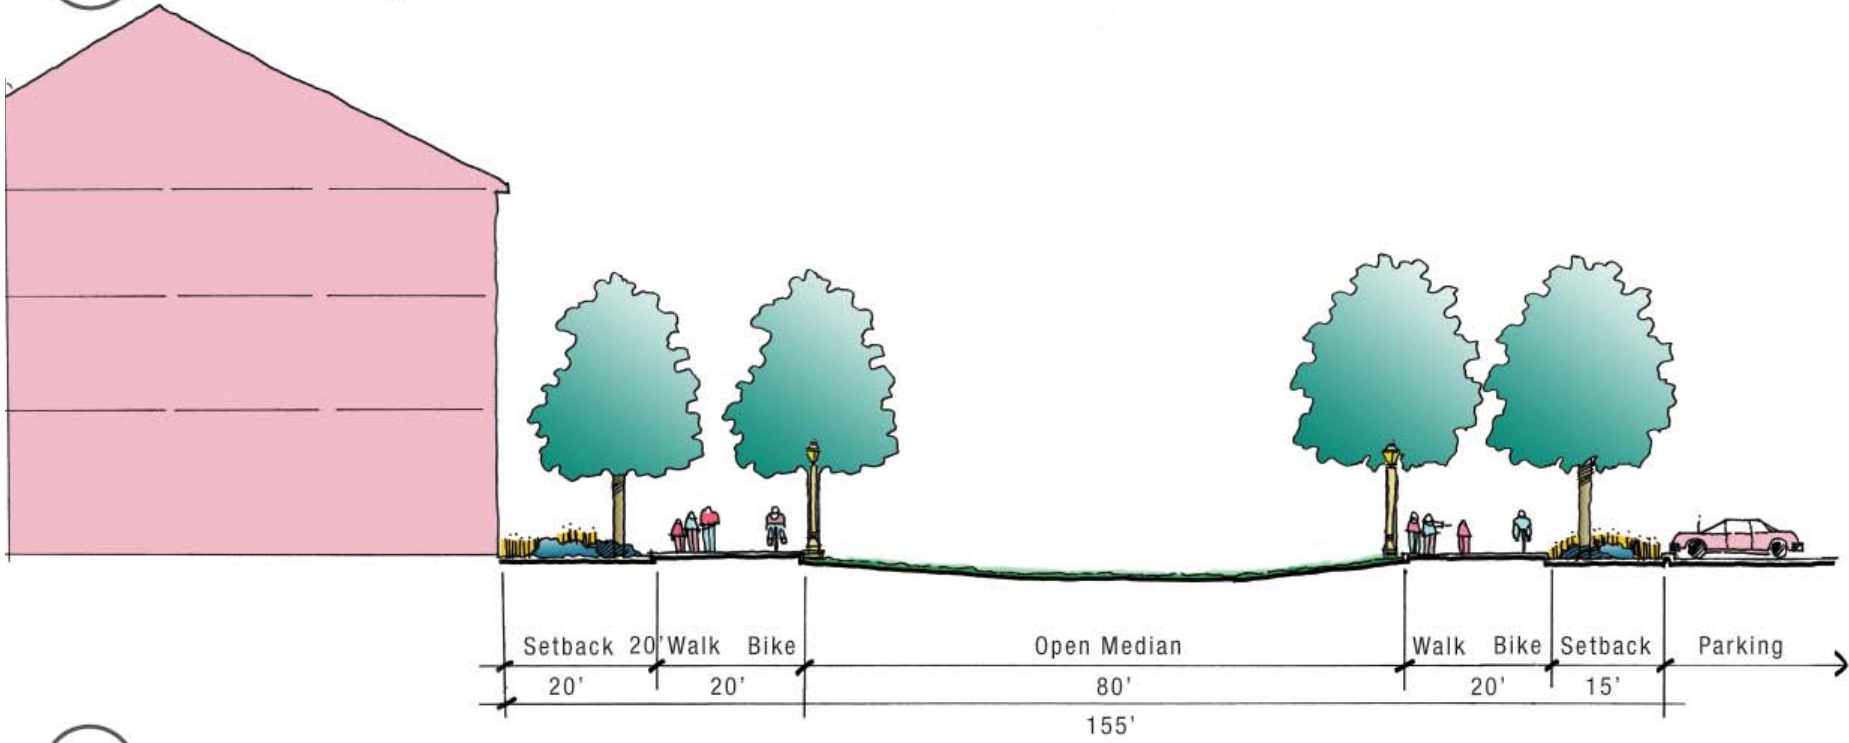 Setback 20' Walk Bike Open Median Walk Bike Setback Parking
20' 20' 80' 20' 15'
155'